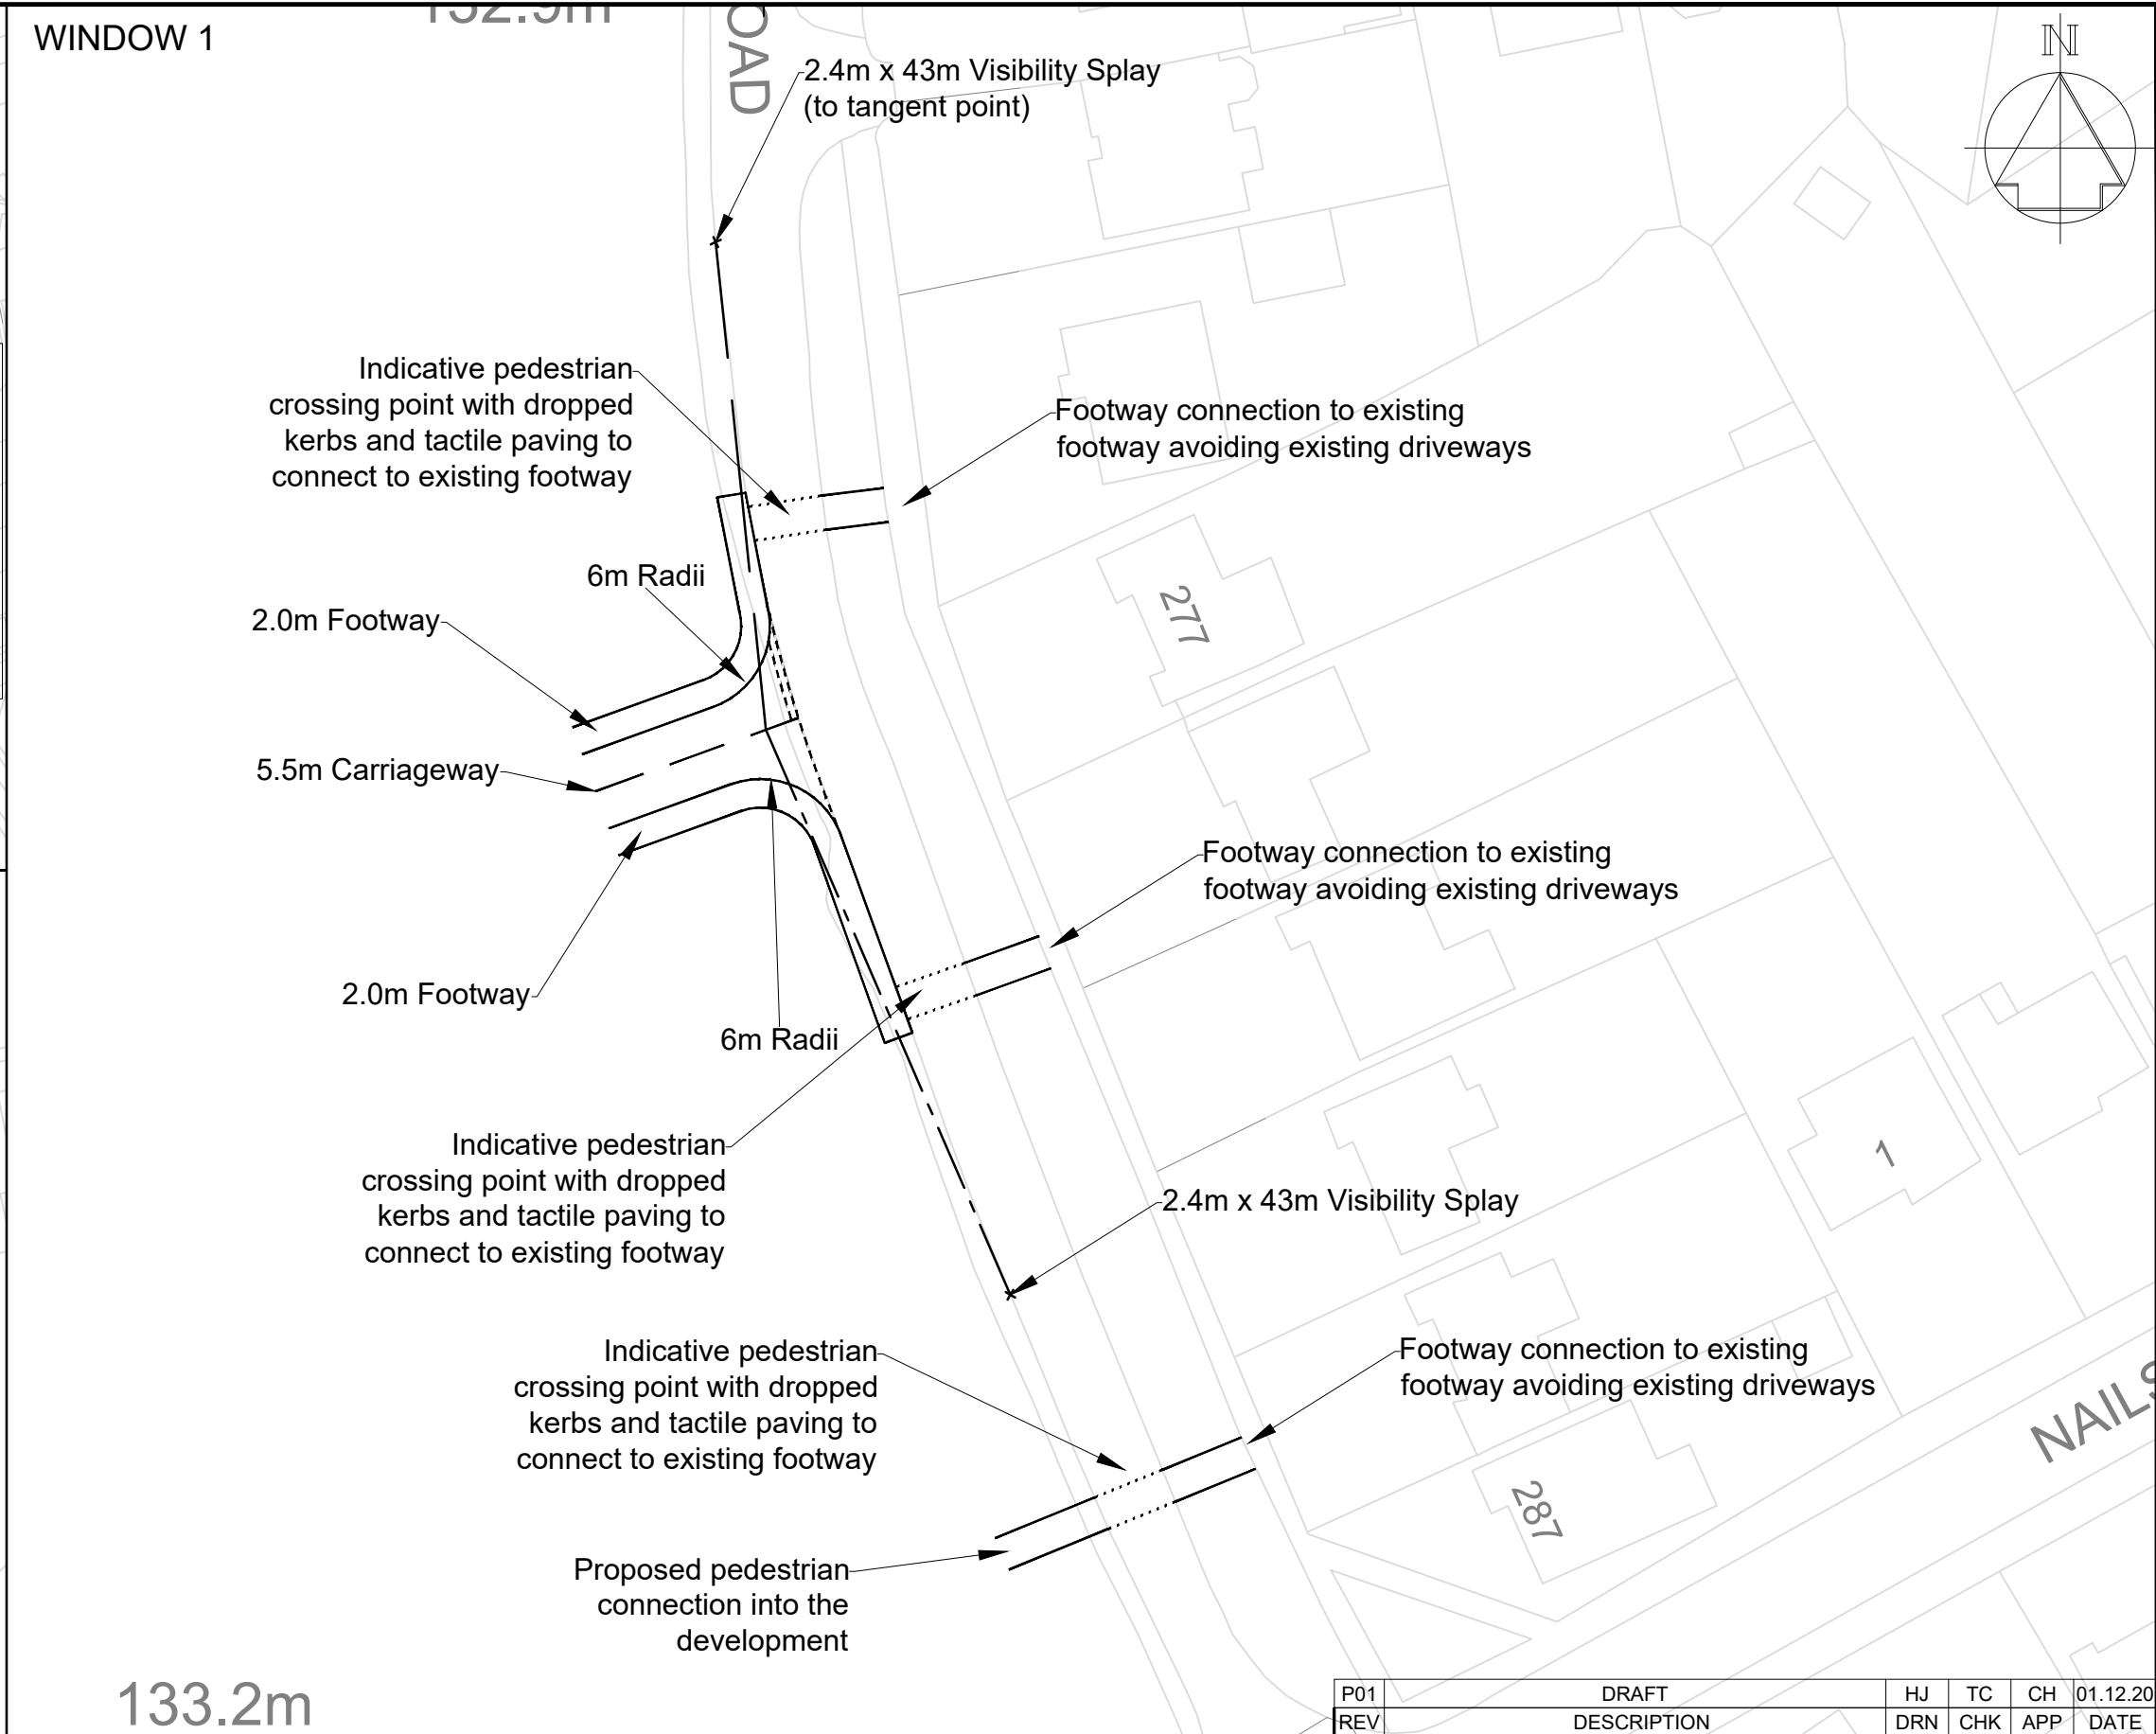 WINDOW 1
132.9m
OAD
N
2.4m x 43m Visibility Splay
(to tangent point)
Indicative pedestrian
crossing point with dropped
kerbs and tactile paving to
connect to existing footway
Footway connection to existing
footway avoiding existing driveways
6m Radii
277
2.0m Footway
5.5m Carriageway
Footway connection to existing
footway avoiding existing driveways
2.0m Footway
6m Radii
Indicative pedestrian
crossing point with dropped
kerbs and tactile paving to
connect to existing footway
1
2.4m x 43m Visibility Splay
Indicative pedestrian
crossing point with dropped
kerbs and tactile paving to
connect to existing footway
Footway connection to existing
footway avoiding existing driveways
NAILS
287
Proposed pedestrian
connection into the
development
133.2m
P01 DRAFT HJ TC CH 01.12.20
REV DESCRIPTION DRN CHK APP DATE